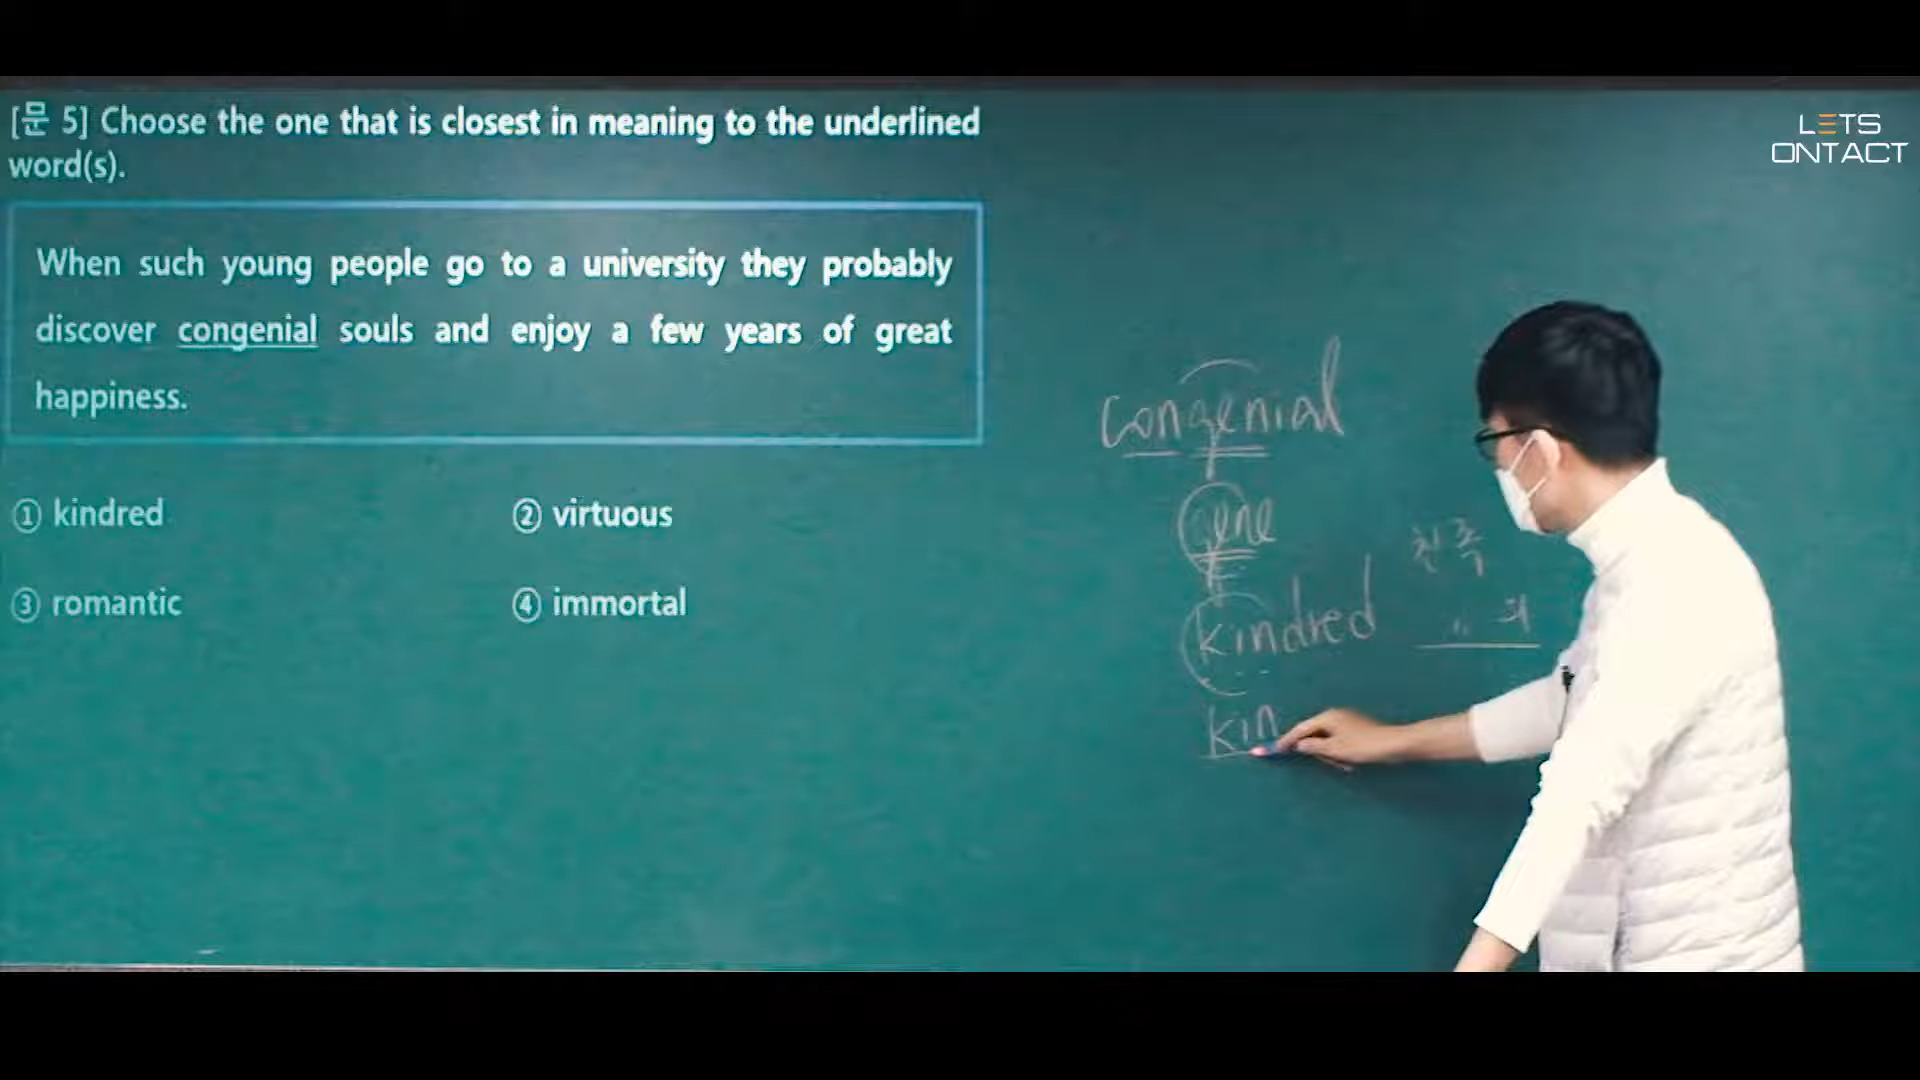 [문 5] Choose the one that is closest in meaning to the underlined
word(s).
When such young people go to a university they probably
discover congenial souls and enjoy a few years of great
happiness.
① kindred
② virtuous
③ romantic
④ immortal
LETS
ONTACT
congenial
gene
kindred 친족
〃 의
kin